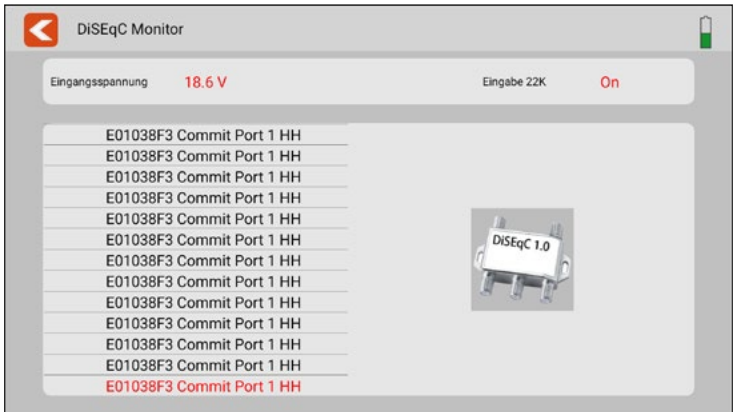 DiSEqC Monitor
Eingangsspannung 18.6 V Eingabe 22K On
E01038F3 Commit Port 1 HH
E01038F3 Commit Port 1 HH
E01038F3 Commit Port 1 HH
E01038F3 Commit Port 1 HH
E01038F3 Commit Port 1 HH
E01038F3 Commit Port 1 HH
E01038F3 Commit Port 1 HH
E01038F3 Commit Port 1 HH
E01038F3 Commit Port 1 HH
E01038F3 Commit Port 1 HH
E01038F3 Commit Port 1 HH
E01038F3 Commit Port 1 HH
E01038F3 Commit Port 1 HH
DiSEqC 1.0